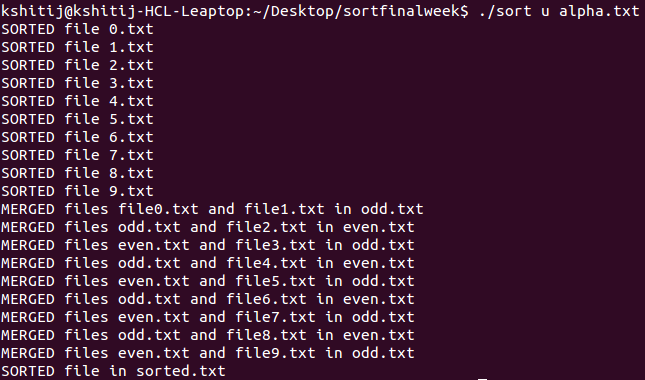 kshitij@kshitij-HCL-Leaptop:~/Desktop/sortfinalweek$ ./sort u alpha.txt
SORTED file 0.txt
SORTED file 1.txt
SORTED file 2.txt
SORTED file 3.txt
SORTED file 4.txt
SORTED file 5.txt
SORTED file 6.txt
SORTED file 7.txt
SORTED file 8.txt
SORTED file 9.txt
MERGED files file0.txt and file1.txt in odd.txt
MERGED files odd.txt and file2.txt in even.txt
MERGED files even.txt and file3.txt in odd.txt
MERGED files odd.txt and file4.txt in even.txt
MERGED files even.txt and file5.txt in odd.txt
MERGED files odd.txt and file6.txt in even.txt
MERGED files even.txt and file7.txt in odd.txt
MERGED files odd.txt and file8.txt in even.txt
MERGED files even.txt and file9.txt in odd.txt
SORTED file in sorted.txt